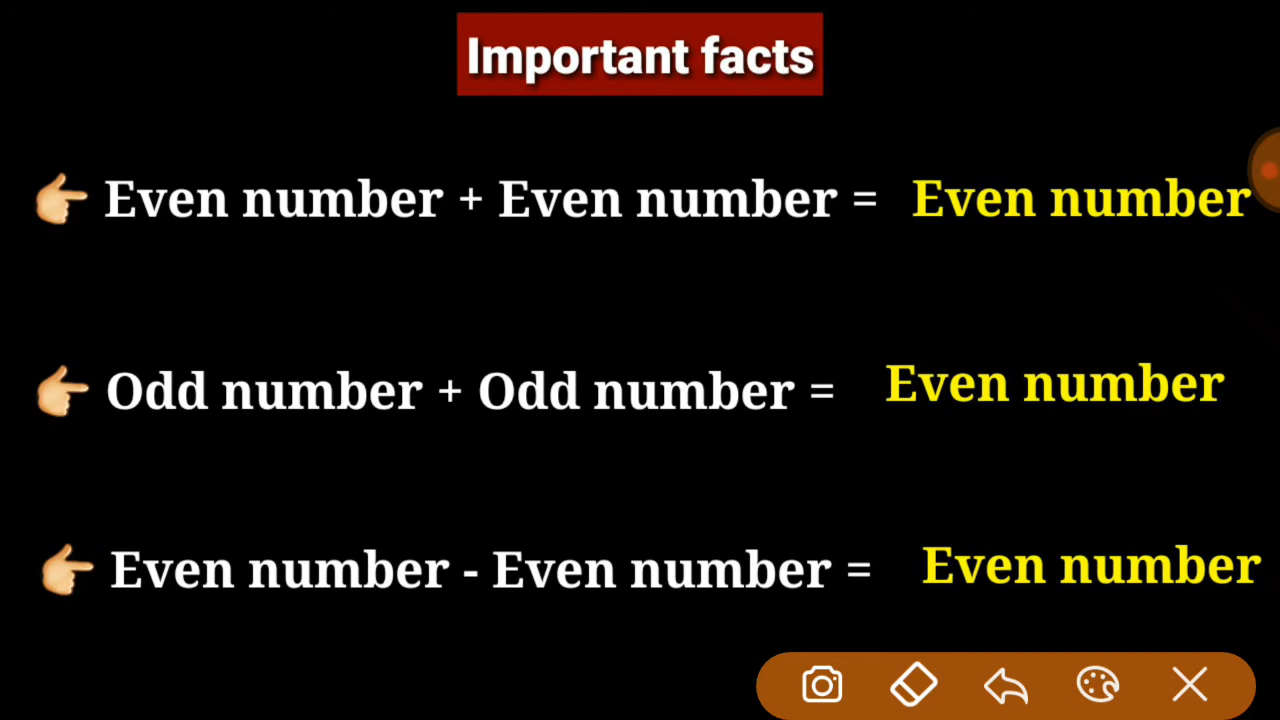 Important facts
👉 Even number + Even number = Even number
👉 Odd number + Odd number = Even number
👉 Even number - Even number = Even number